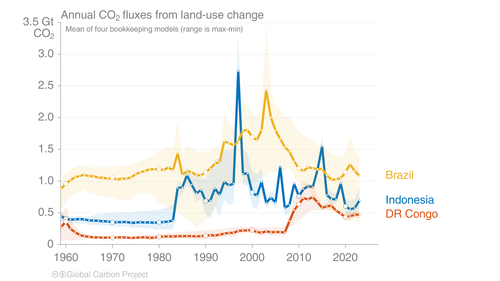 Annual CO₂ fluxes from land-use change
3.5 Gt
CO₂
Mean of four bookkeeping models (range is max-min)
3.0
2.5
2.0
1.5
1.0
0.5
0
Brazil
Indonesia
DR Congo
1960 1970 1980 1990 2000 2010 2020
Global Carbon Project